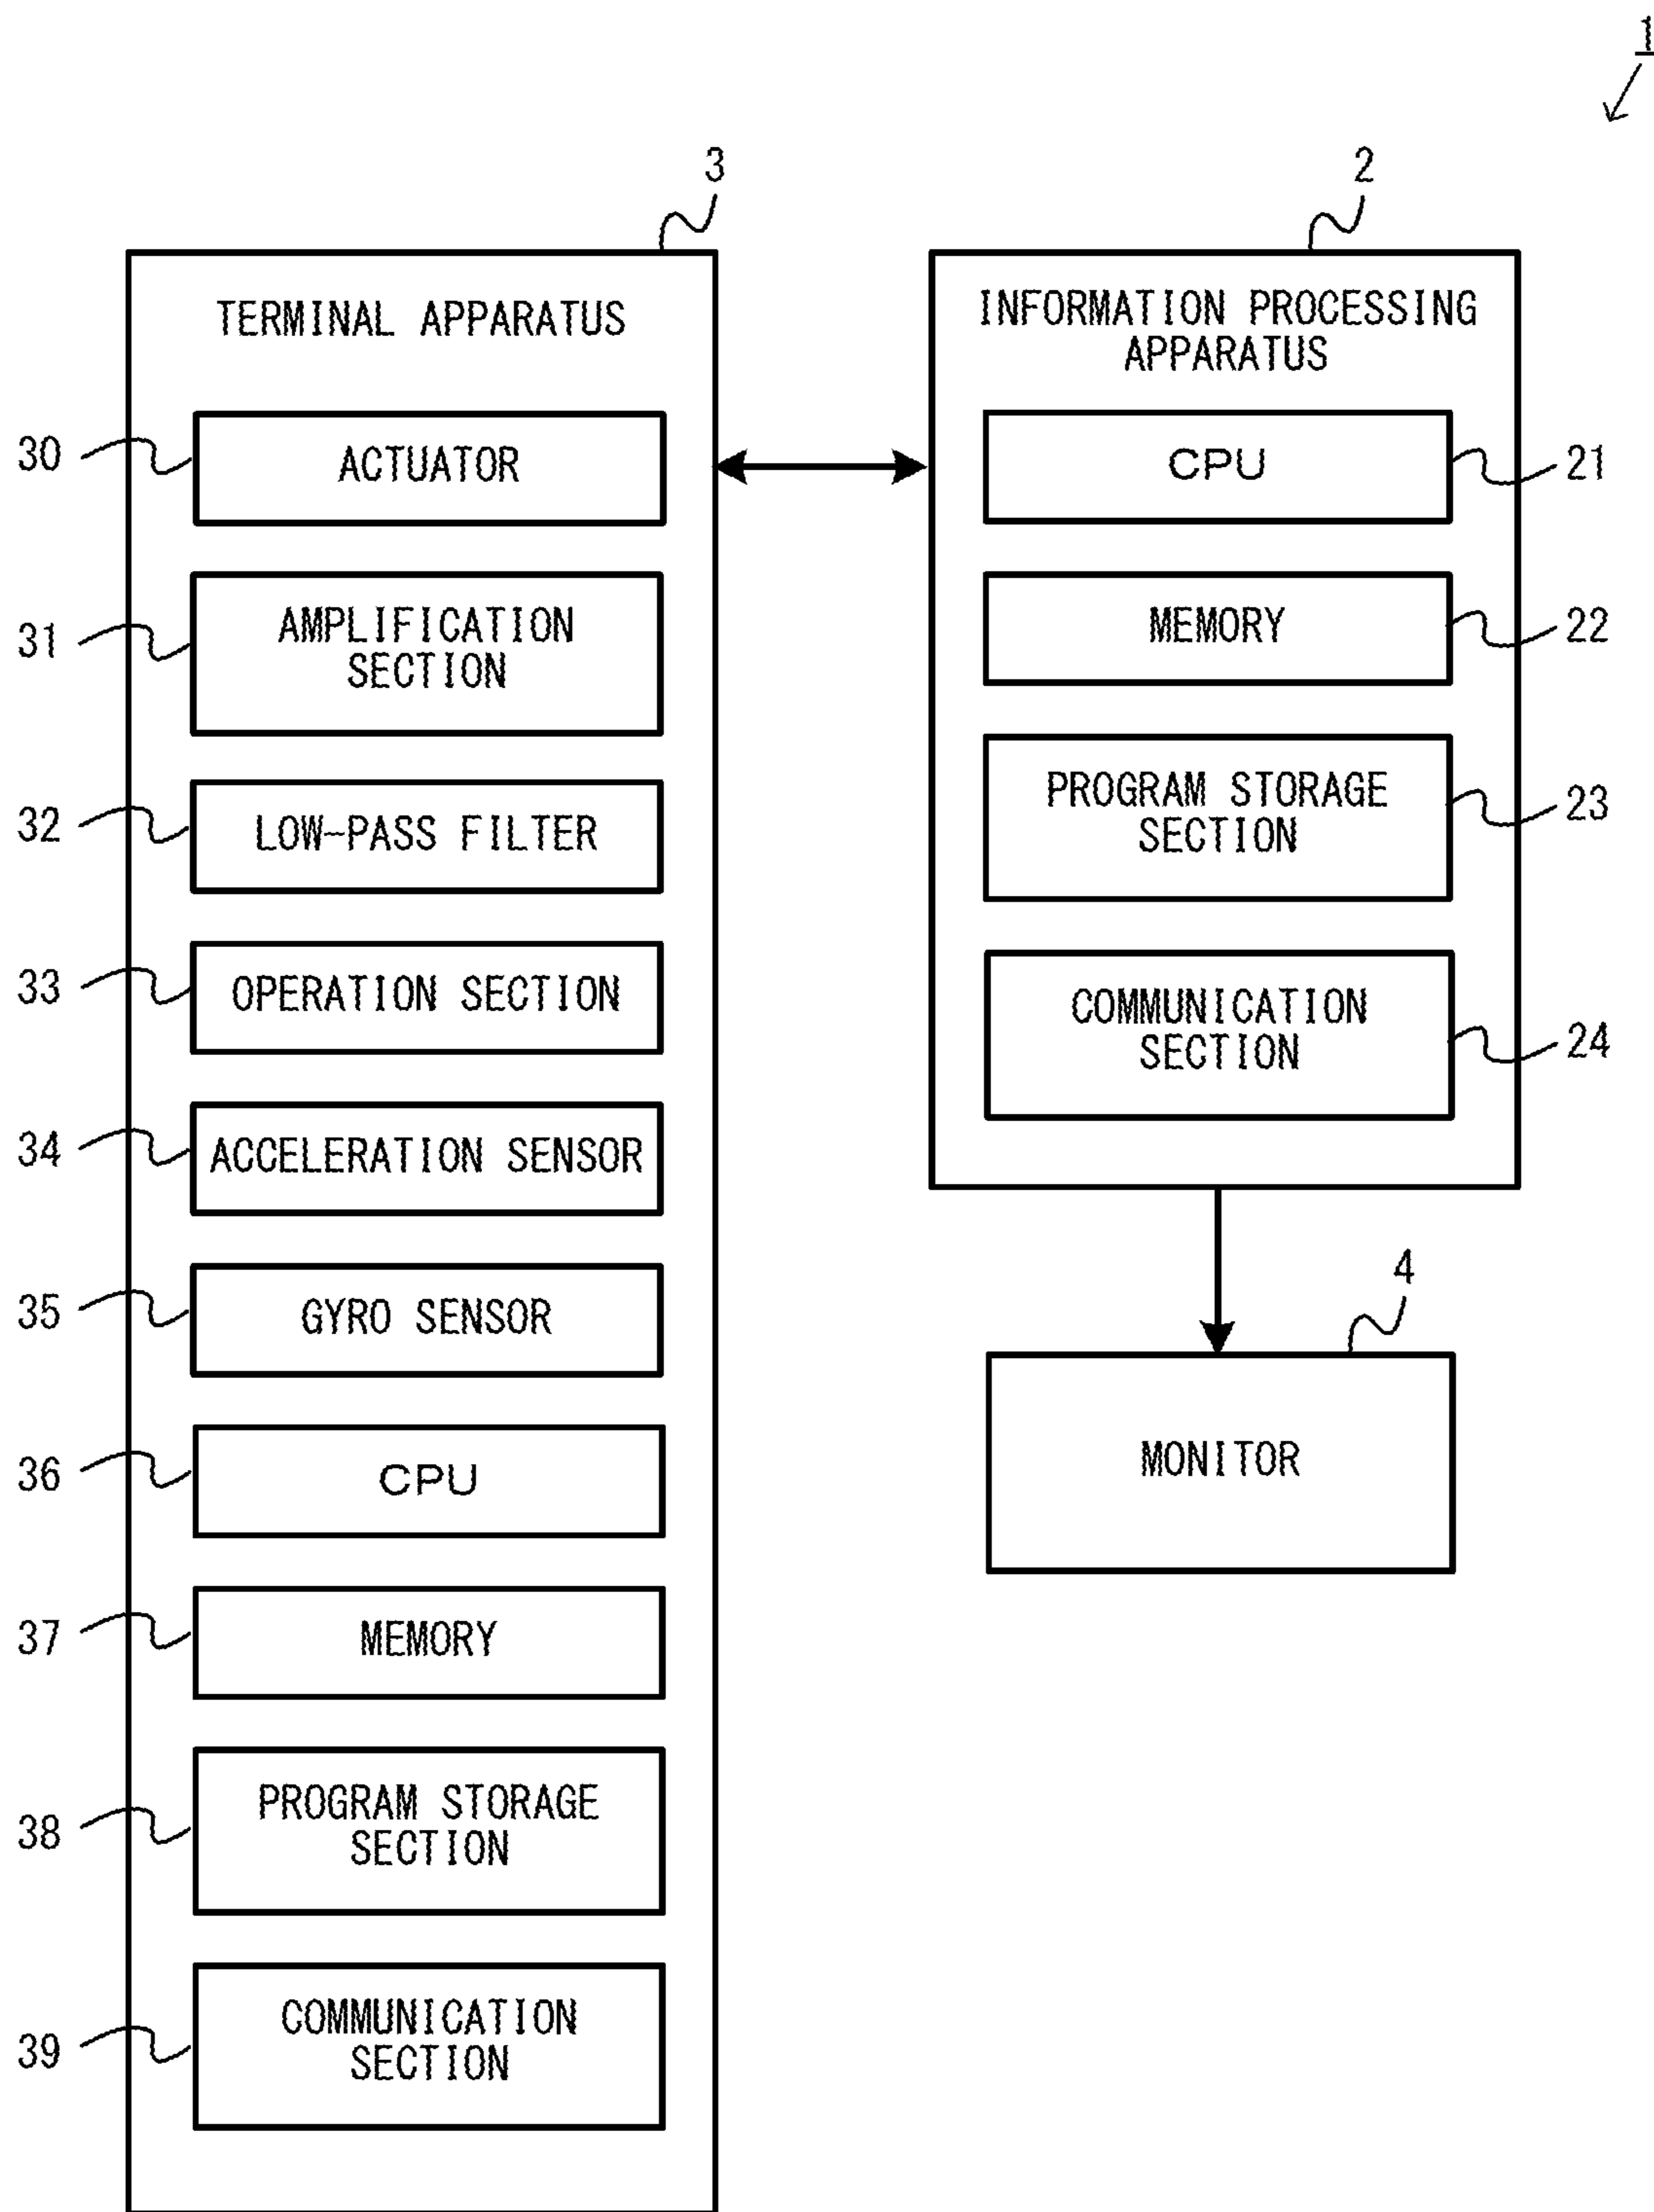 1
3
TERMINAL APPARATUS
30
ACTUATOR
31
AMPLIFICATION
SECTION
32
LOW-PASS FILTER
33
OPERATION SECTION
34
ACCELERATION SENSOR
35
GYRO SENSOR
36
CPU
37
MEMORY
38
PROGRAM STORAGE
SECTION
39
COMMUNICATION
SECTION
2
INFORMATION PROCESSING
APPARATUS
CPU
21
MEMORY
22
PROGRAM STORAGE
SECTION
23
COMMUNICATION
SECTION
24
4
MONITOR